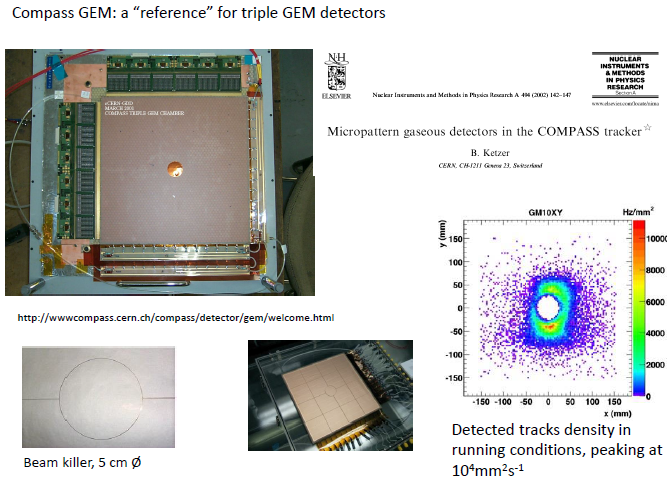 Compass GEM: a “reference” for triple GEM detectors
cCERN GDD
MARCH 2002
COMPASS TRIPLE GEM CHAMBER
NH
ELSEVIER
Nuclear Instruments and Methods in Physics Research A 494 (2002) 142–147
NUCLEAR
INSTRUMENTS
& METHODS
IN PHYSICS
RESEARCH
Section A
www.elsevier.com/locate/nima
Micropattern gaseous detectors in the COMPASS tracker☆
B. Ketzer
CERN, CH-1211 Geneva 23, Switzerland
GM10XY
Hz/mm²
y (mm)
150
100
50
0
-50
-100
-150
-150 -100 -50 0 50 100 150
x (mm)
10000
8000
6000
4000
2000
0
http://wwwcompass.cern.ch/compass/detector/gem/welcome.html
Beam killer, 5 cm Ø
Detected tracks density in
running conditions, peaking at
10⁴mm²s⁻¹